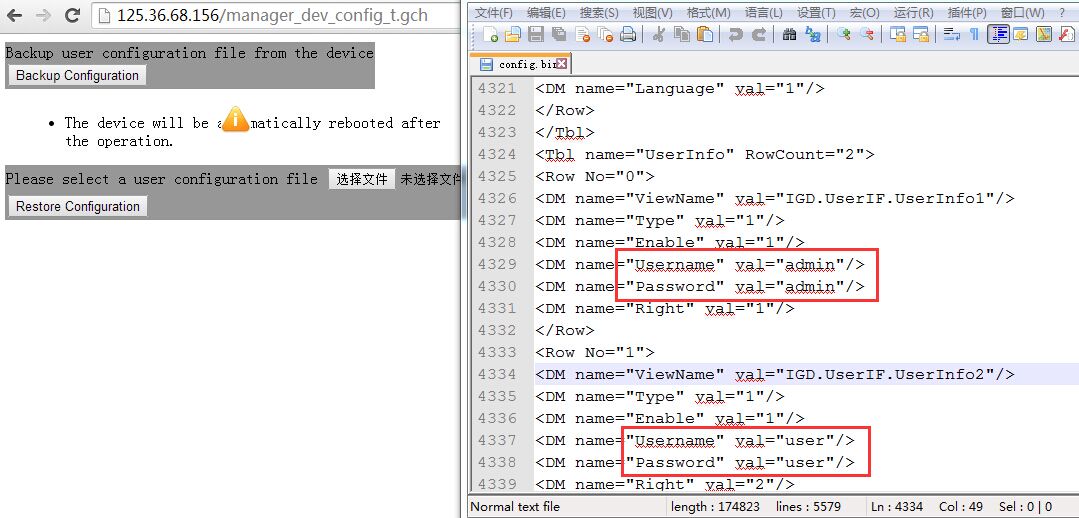 125.36.68.156/manager_dev_config_t.gch
Backup user configuration file from the device
Backup Configuration
The device will be a matically rebooted after
the operation.
Please select a user configuration file 选择文件 未选择文件
Restore Configuration
文件(F) 编辑(E) 搜索(S) 视图(V) 格式(M) 语言(L) 设置(T) 宏(O) 运行(R) 插件(P) 窗口(W) ?
config.bin
4321 <DM name="Language" val="1"/>
4322 </Row>
4323 </Tbl>
4324 <Tbl name="UserInfo" RowCount="2">
4325 <Row No="0">
4326 <DM name="ViewName" val="IGD.UserIF.UserInfo1"/>
4327 <DM name="Type" val="1"/>
4328 <DM name="Enable" val="1"/>
4329 <DM name="Username" val="admin"/>
4330 <DM name="Password" val="admin"/>
4331 <DM name="Right" val="1"/>
4332 </Row>
4333 <Row No="1">
4334 <DM name="ViewName" val="IGD.UserIF.UserInfo2"/>
4335 <DM name="Type" val="1"/>
4336 <DM name="Enable" val="1"/>
4337 <DM name="Username" val="user"/>
4338 <DM name="Password" val="user"/>
4339 <DM name="Right" val="2"/>
Normal text file length : 174823 lines : 5579 Ln : 4334 Col : 49 Sel : 0 | 0